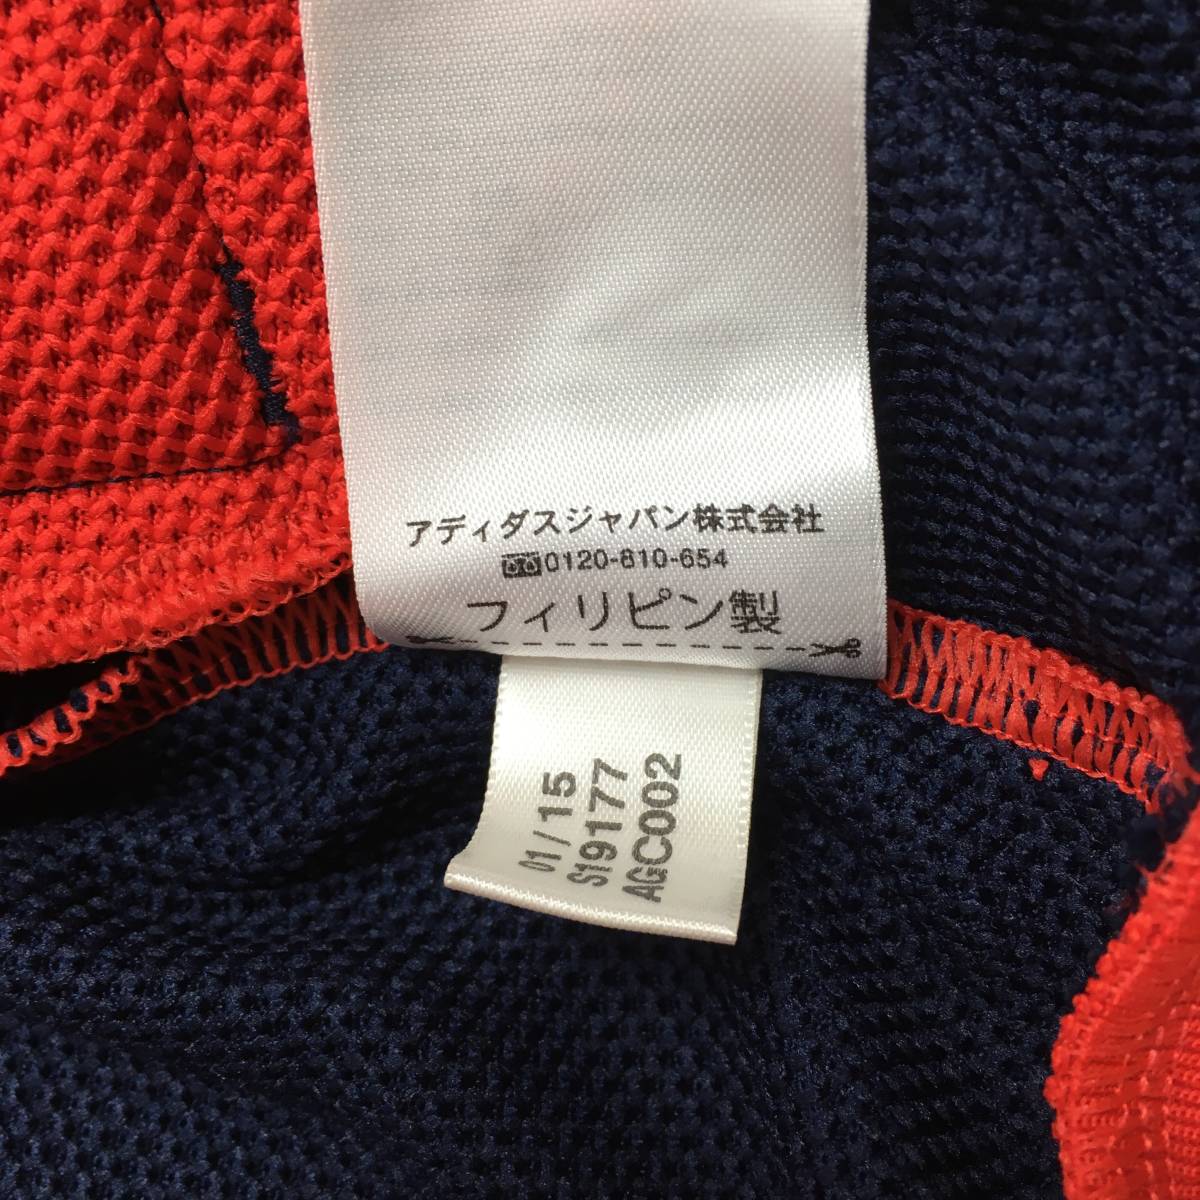 アディダスジャパン株式会社
0120-810-654
フィリピン製
01/15
S19177
AGC002